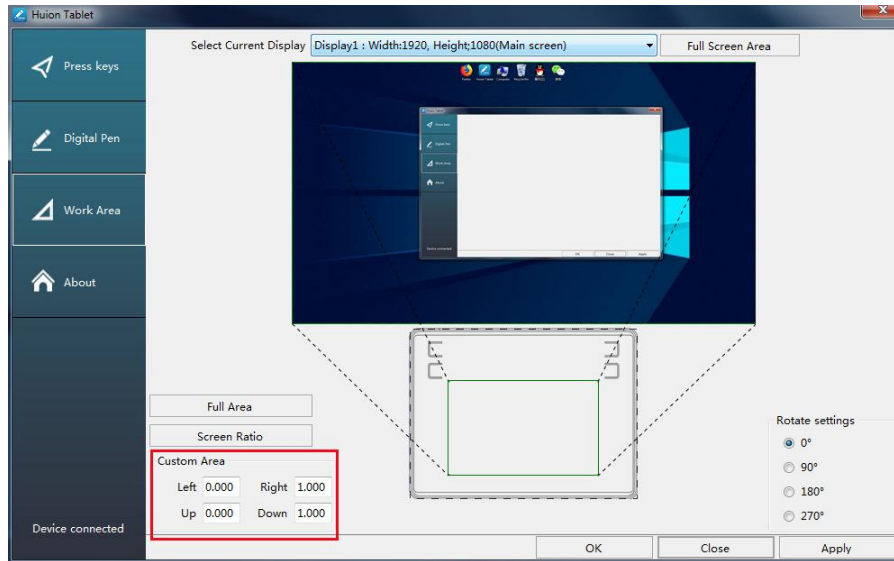 Huion Tablet
Select Current Display Display1 : Width:1920, Height;1080(Main screen) Full Screen Area
Press keys
Digital Pen
Work Area
About
Full Area
Screen Ratio
Custom Area
Left 0.000 Right 1.000
Up 0.000 Down 1.000
Rotate settings
0°
90°
180°
270°
Device connected
OK Close Apply